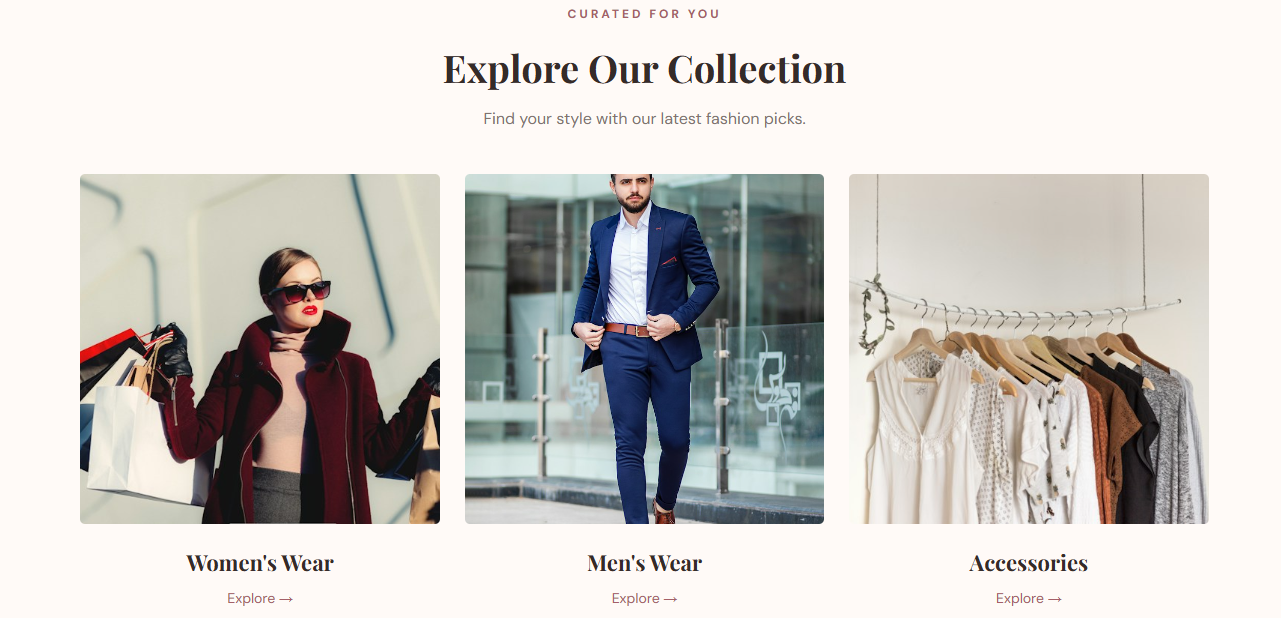 CURATED FOR YOU
Explore Our Collection
Find your style with our latest fashion picks.
Women's Wear
Men's Wear
Accessories
Explore →
Explore →
Explore →